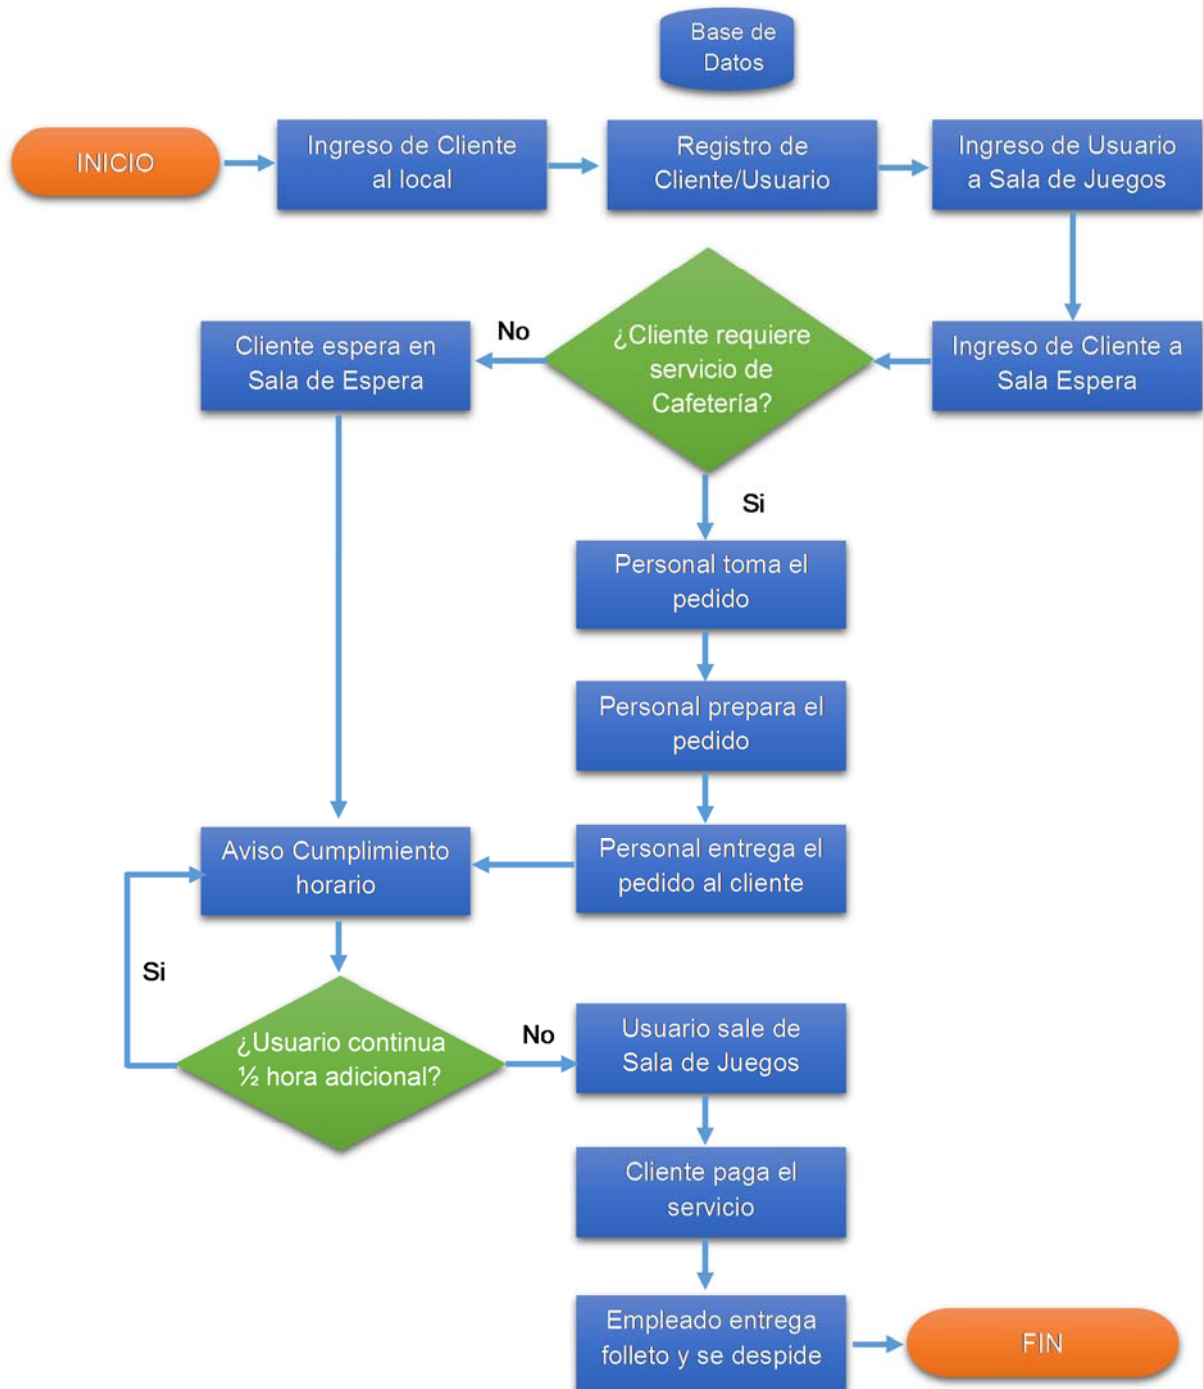 Base de
Datos
INICIO
Ingreso de Cliente
al local
Registro de
Cliente/Usuario
Ingreso de Usuario
a Sala de Juegos
Cliente espera en
Sala de Espera
No
¿Cliente requiere
servicio de
Cafetería?
Ingreso de Cliente a
Sala Espera
Si
Personal toma el
pedido
Personal prepara el
pedido
Aviso Cumplimiento
horario
Personal entrega el
pedido al cliente
Si
¿Usuario continua
½ hora adicional?
No
Usuario sale de
Sala de Juegos
Cliente paga el
servicio
Empleado entrega
folleto y se despide
FIN